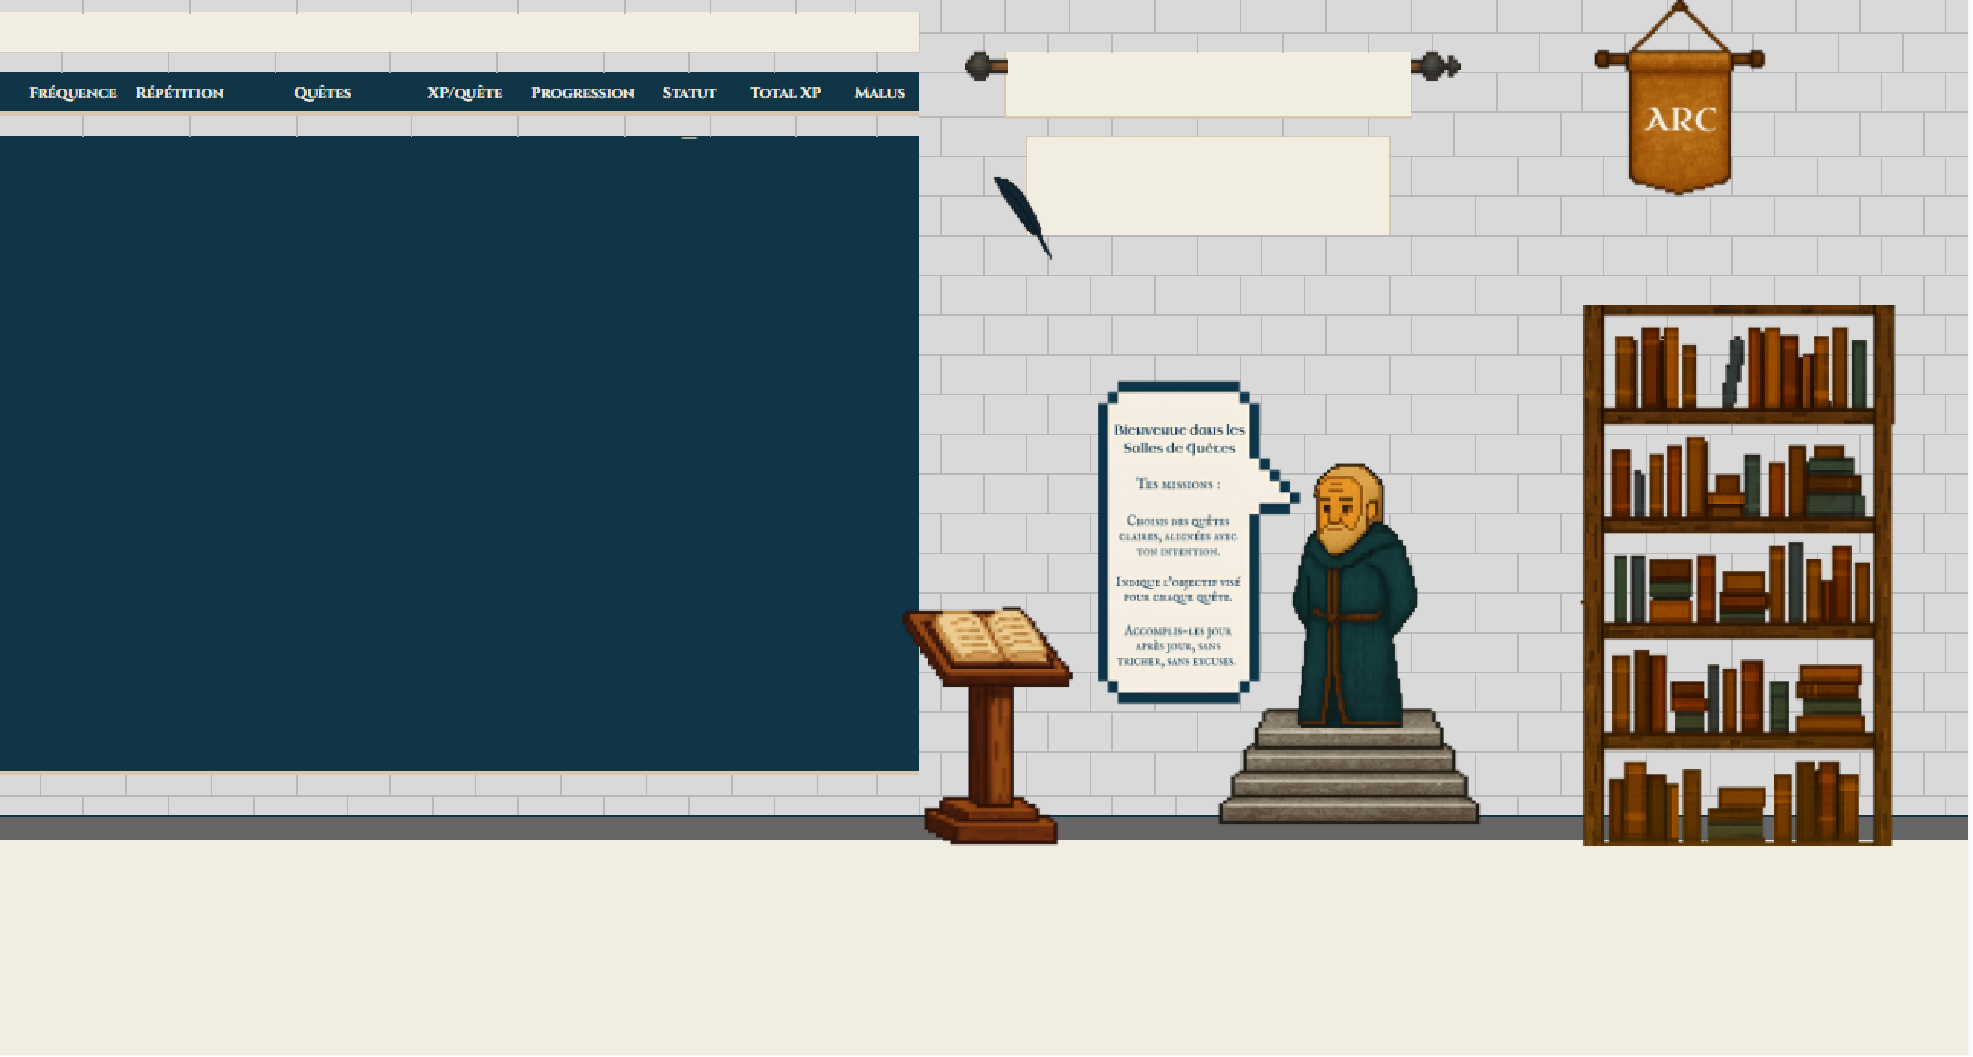 Fréquence Répétition Quêtes XP/Quête Progression Statut Total XP Malus
ARC
Bienvenue dans les
Salles de Quêtes
Tes missions :
Choisis des quêtes
claires, alignées avec
ton intention.
Indique l'objectif visé
pour chaque quête.
Accomplis-les jour
après jour, sans
tricher, sans excuses.